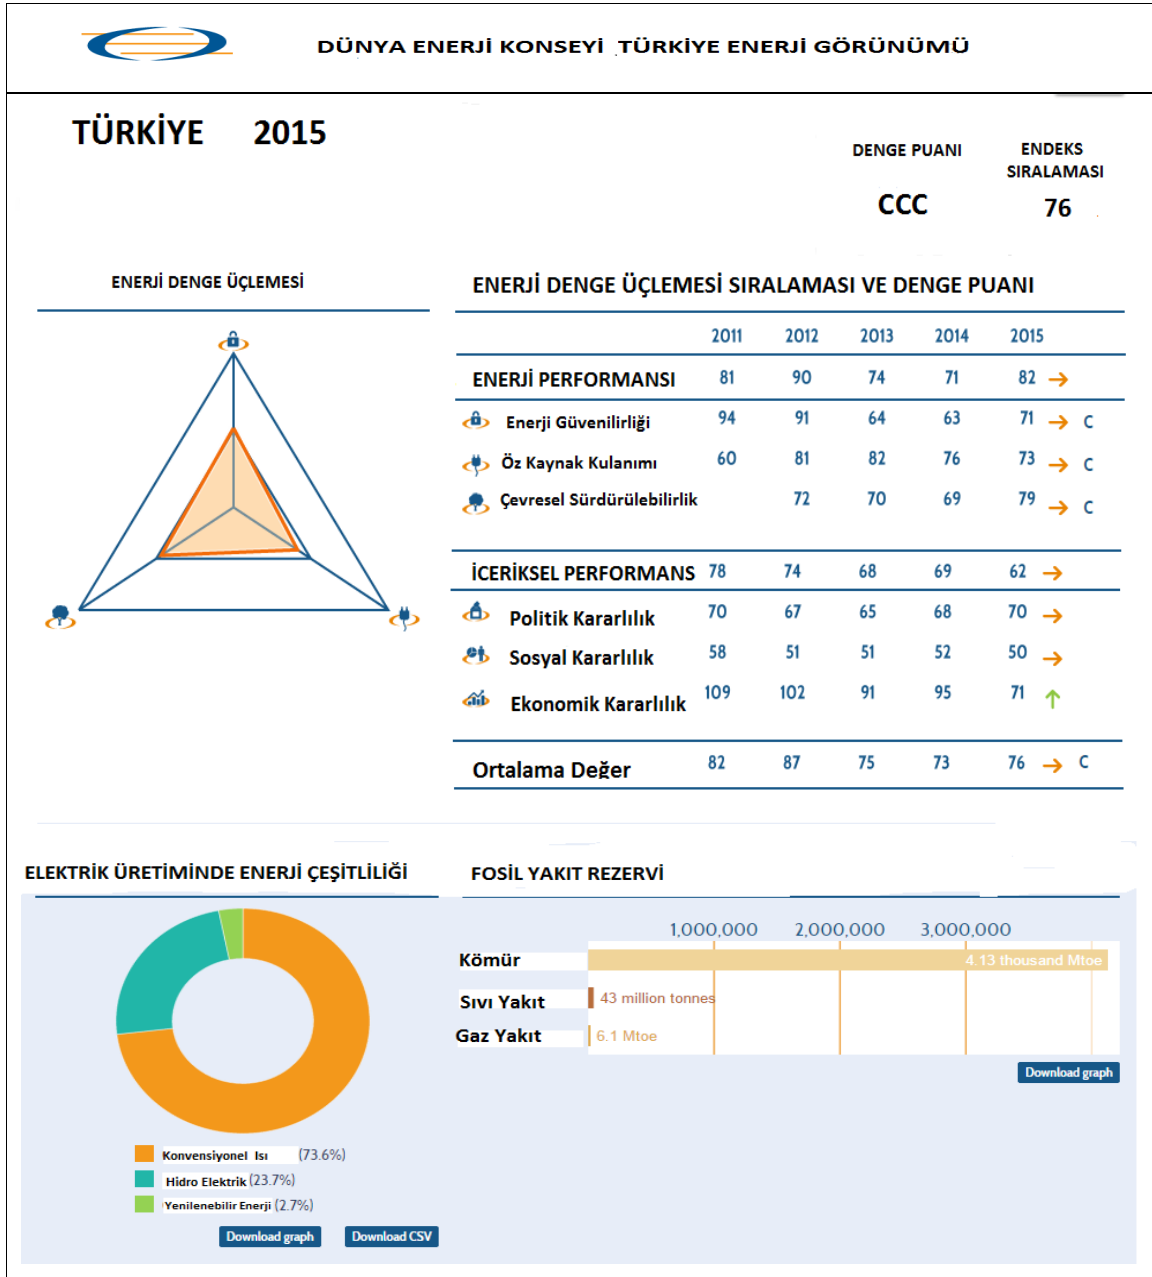 DÜNYA ENERJİ KONSEYİ TÜRKİYE ENERJİ GÖRÜNÜMÜ
TÜRKİYE 2015
DENGE PUANI
CCC
ENDEKS
SIRALAMASI
76
ENERJİ DENGE ÜÇLEMESİ
ENERJİ DENGE ÜÇLEMESİ SIRALAMASI VE DENGE PUANI
2011 2012 2013 2014 2015
ENERJİ PERFORMANSI 81 90 74 71 82 →
Enerji Güvenilirliği 94 91 64 63 71 → C
Öz Kaynak Kulanımı 60 81 82 76 73 → C
Çevresel Sürdürülebilirlik 72 70 69 79 → C
İCERİKSEL PERFORMANS 78 74 68 69 62 →
Politik Kararlılık 70 67 65 68 70 →
Sosyal Kararlılık 58 51 51 52 50 →
Ekonomik Kararlılık 109 102 91 95 71 ↑
Ortalama Değer 82 87 75 73 76 → C
ELEKTRİK ÜRETİMİNDE ENERJİ ÇEŞİTLİLİĞİ
Konvensiyonel Isı (73.6%)
Hidro Elektrik (23.7%)
Yenilenebilir Enerji (2.7%)
Download graph Download CSV
FOSİL YAKIT REZERVİ
1,000,000 2,000,000 3,000,000
Kömür 4.13 thousand Mtoe
Sıvı Yakıt 43 million tonnes
Gaz Yakıt 6.1 Mtoe
Download graph